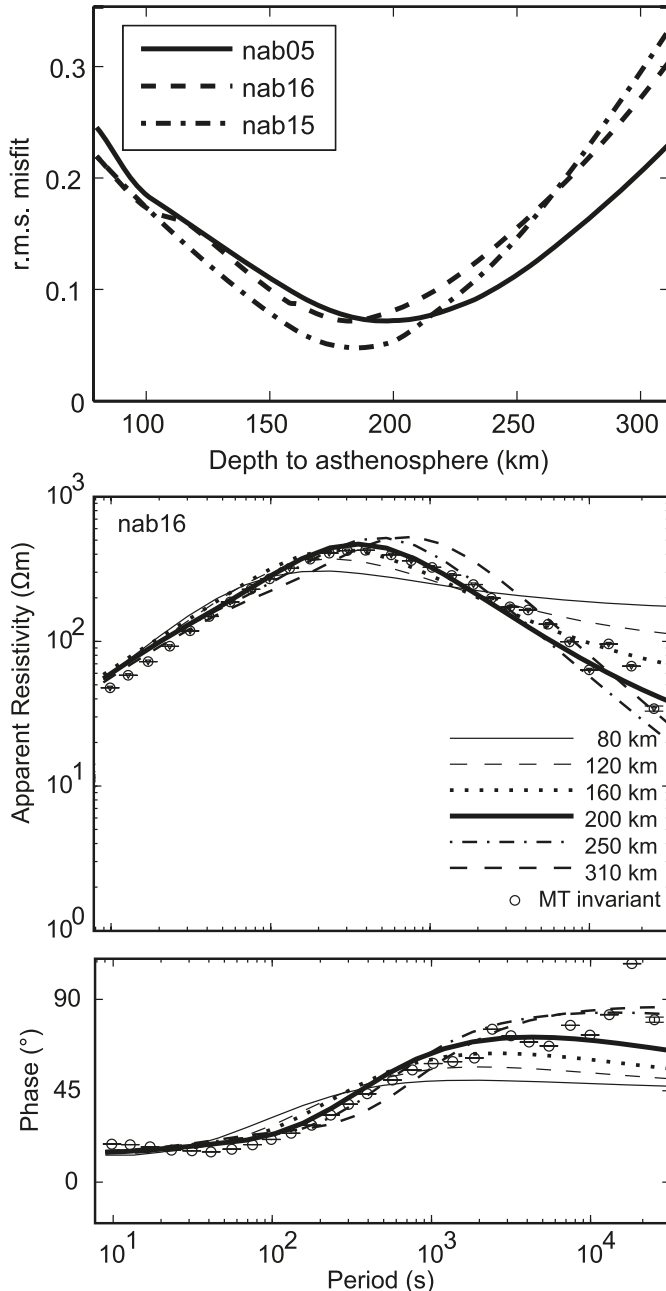 nab05
nab16
nab15
0.3
0.2
0.1
0
r.m.s. misfit
100 150 200 250 300
Depth to asthenosphere (km)
nab16
10³
10²
10¹
10⁰
Apparent Resistivity (Ωm)
80 km
120 km
160 km
200 km
250 km
310 km
MT invariant
90
45
0
Phase (°)
10¹ 10² 10³ 10⁴
Period (s)